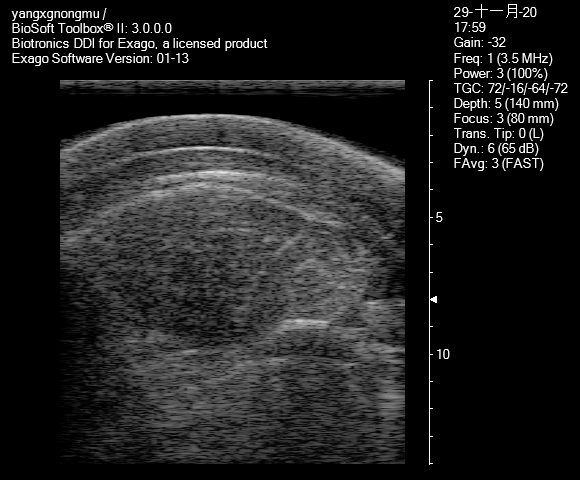 yangxgnongmu /
BioSoft Toolbox® II: 3.0.0.0
Biotronics DDI for Exago, a licensed product
Exago Software Version: 01-13
29-十一月-20
17:59
Gain: -32
Freq: 1 (3.5 MHz)
Power: 3 (100%)
TGC: 72/-16/-64/-72
Depth: 5 (140 mm)
Focus: 3 (80 mm)
Trans. Tip: 0 (L)
Dyn.: 6 (65 dB)
FAvg: 3 (FAST)
5
10